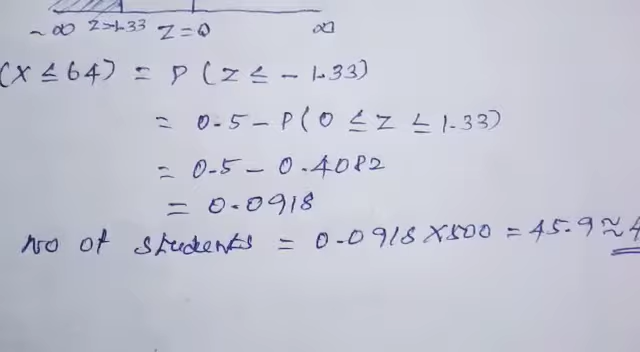 -∞ Z=-1.33 Z=0 ∞
(X ≤ 64) = P(Z ≤ -1.33)
= 0.5 - P(0 ≤ Z ≤ 1.33)
= 0.5 - 0.4082
= 0.0918
No of students = 0.0918 × 500 = 45.9 ≈ 4